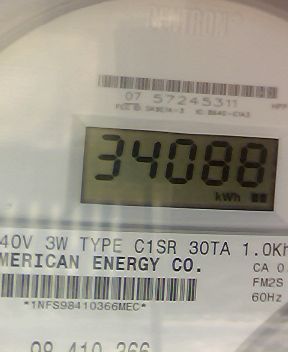 07 57245311
34088
kWh
40V 3W TYPE C1SR 30TA 1.0Kh
MERICAN ENERGY CO.
CA 0.
FM2S
60Hz
*1NFS98410366MEC*
98 410 366